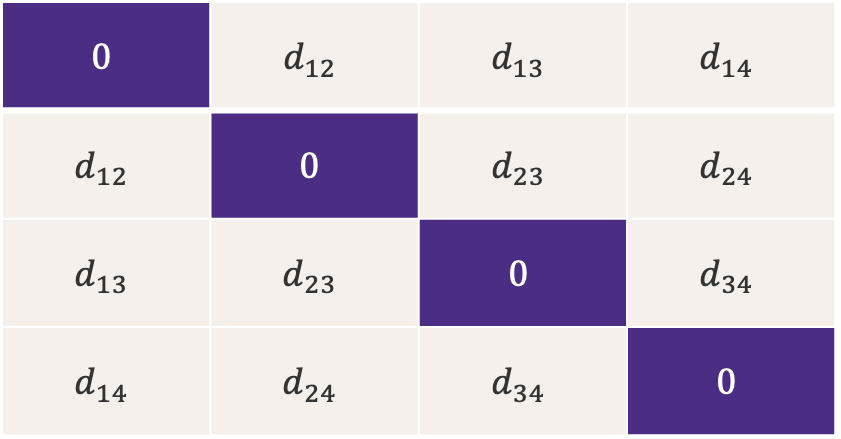 0 d₁₂ d₁₃ d₁₄
d₁₂ 0 d₂₃ d₂₄
d₁₃ d₂₃ 0 d₃₄
d₁₄ d₂₄ d₃₄ 0